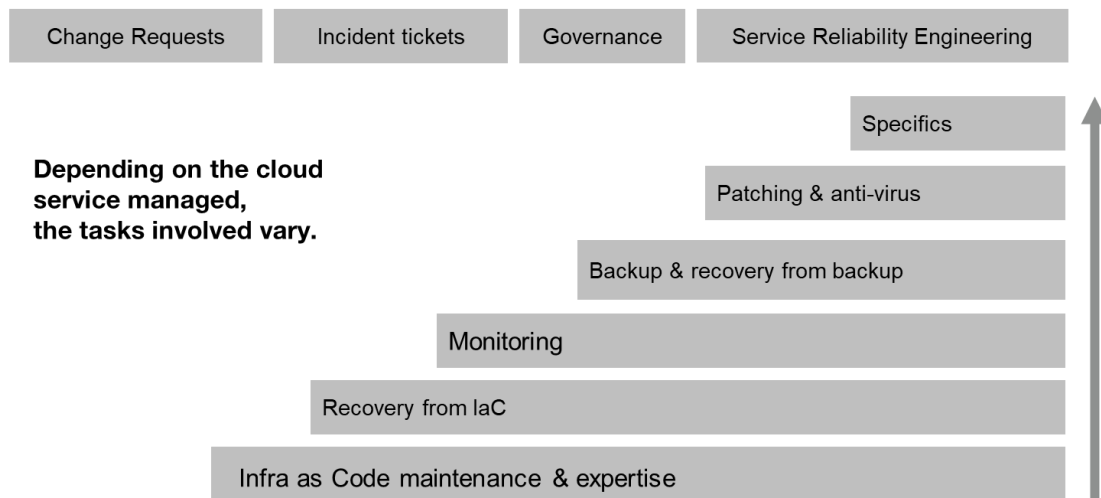 Change Requests
Incident tickets
Governance
Service Reliability Engineering
Specifics
Depending on the cloud
service managed,
the tasks involved vary.
Patching & anti-virus
Backup & recovery from backup
Monitoring
Recovery from IaC
Infra as Code maintenance & expertise